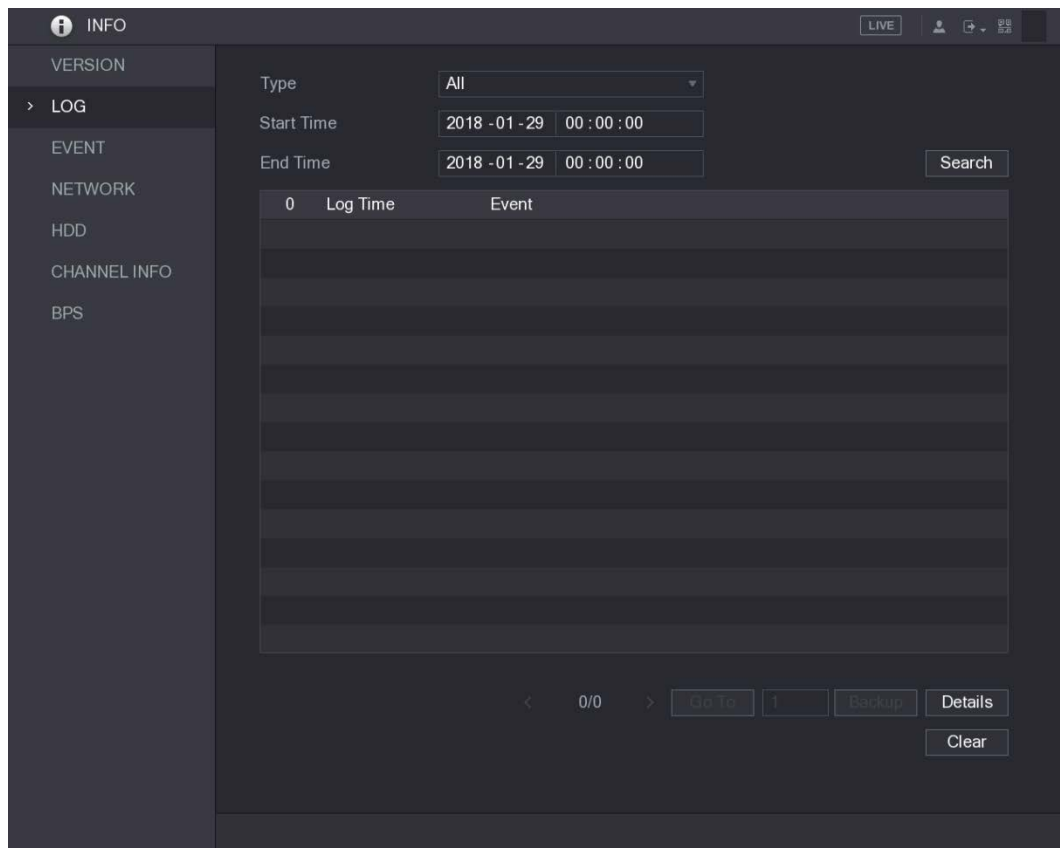 INFO LIVE
VERSION
LOG
EVENT
NETWORK
HDD
CHANNEL INFO
BPS
Type All
Start Time 2018 -01 -29 00 : 00 : 00
End Time 2018 -01 -29 00 : 00 : 00 Search
0 Log Time Event
< 0/0 > Go To 1 Backup Details
Clear